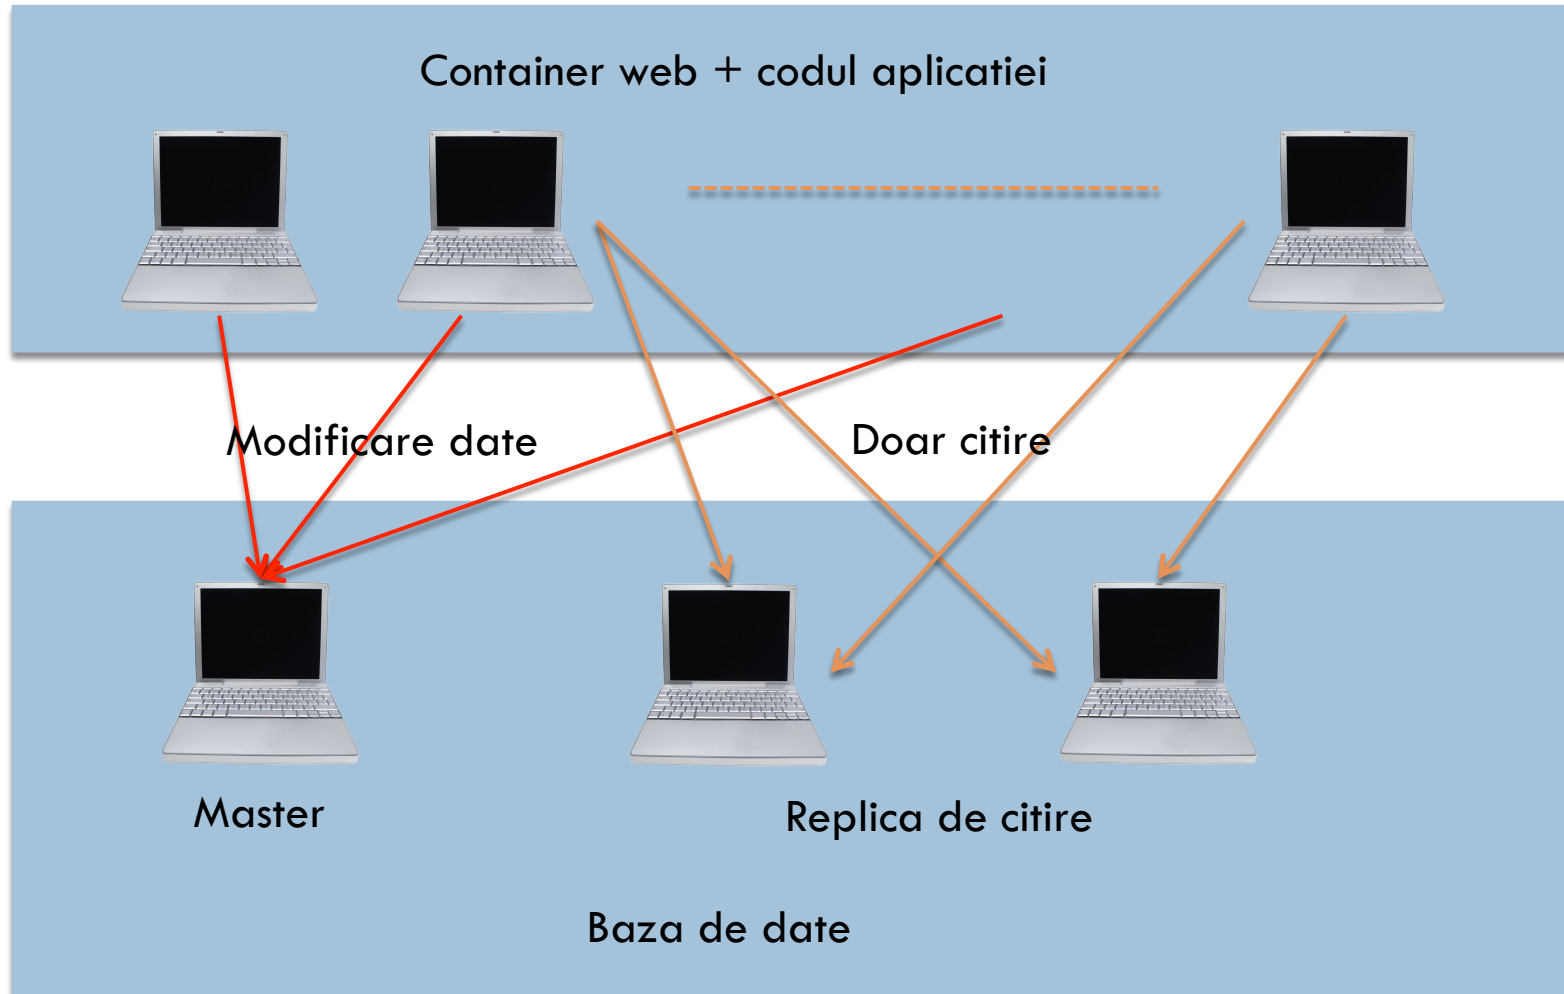 Container web + codul aplicatiei
Modificare date
Doar citire
Master
Replica de citire
Baza de date